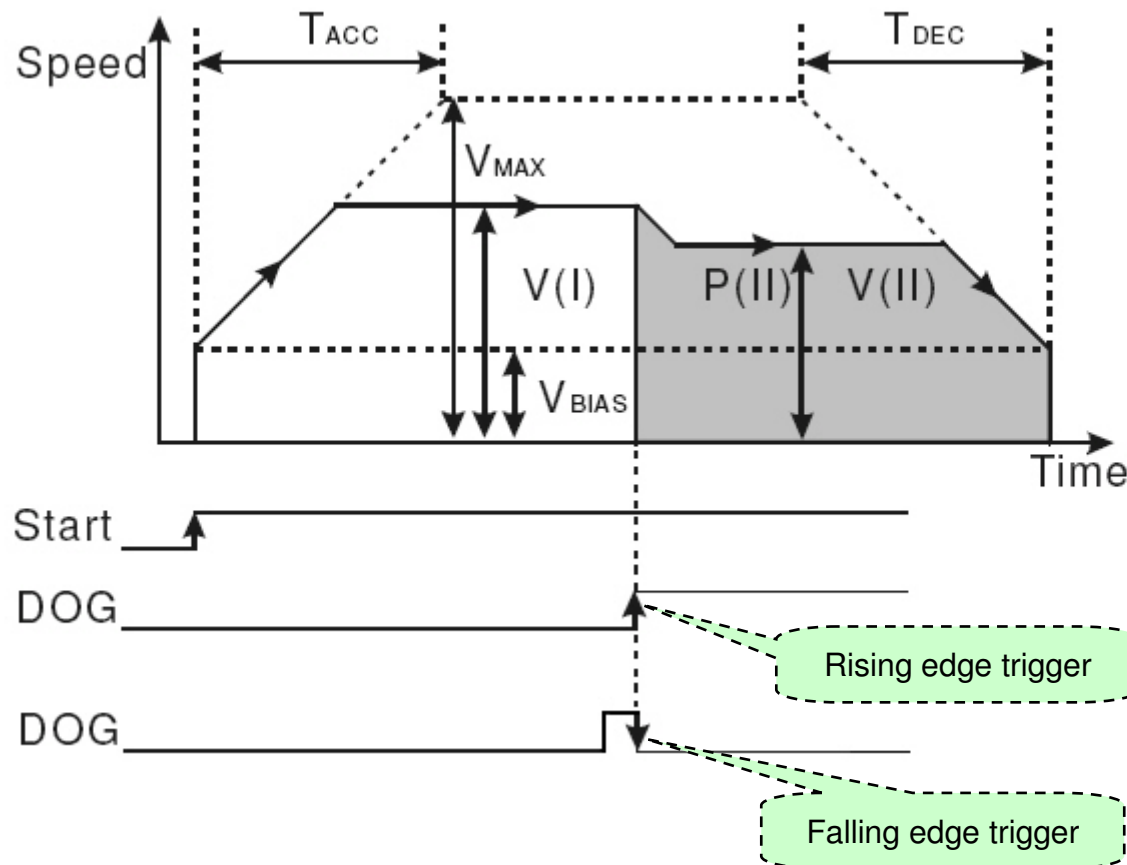 TACC
TDEC
Speed
VMAX
V(I)
P(II)
V(II)
VBIAS
Time
Start
DOG
Rising edge trigger
DOG
Falling edge trigger